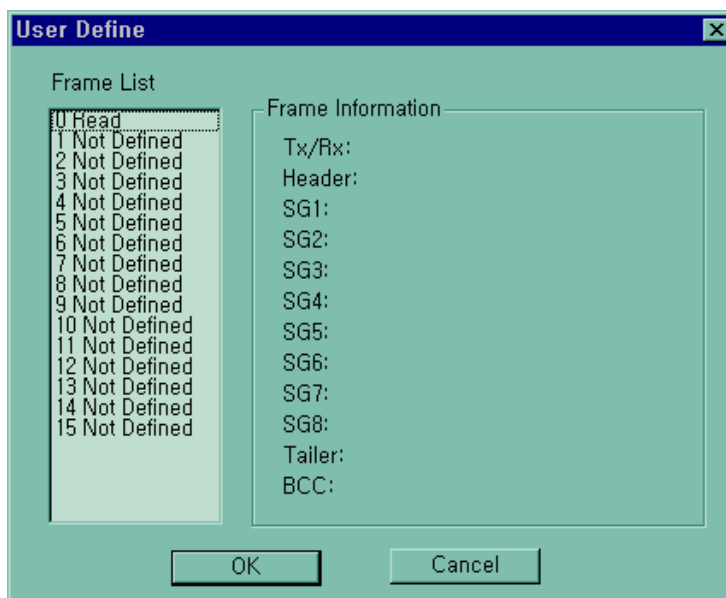 User Define
Frame List
0 Read
1 Not Defined
2 Not Defined
3 Not Defined
4 Not Defined
5 Not Defined
6 Not Defined
7 Not Defined
8 Not Defined
9 Not Defined
10 Not Defined
11 Not Defined
12 Not Defined
13 Not Defined
14 Not Defined
15 Not Defined
Frame Information
Tx/Rx:
Header:
SG1:
SG2:
SG3:
SG4:
SG5:
SG6:
SG7:
SG8:
Tailer:
BCC:
OK
Cancel